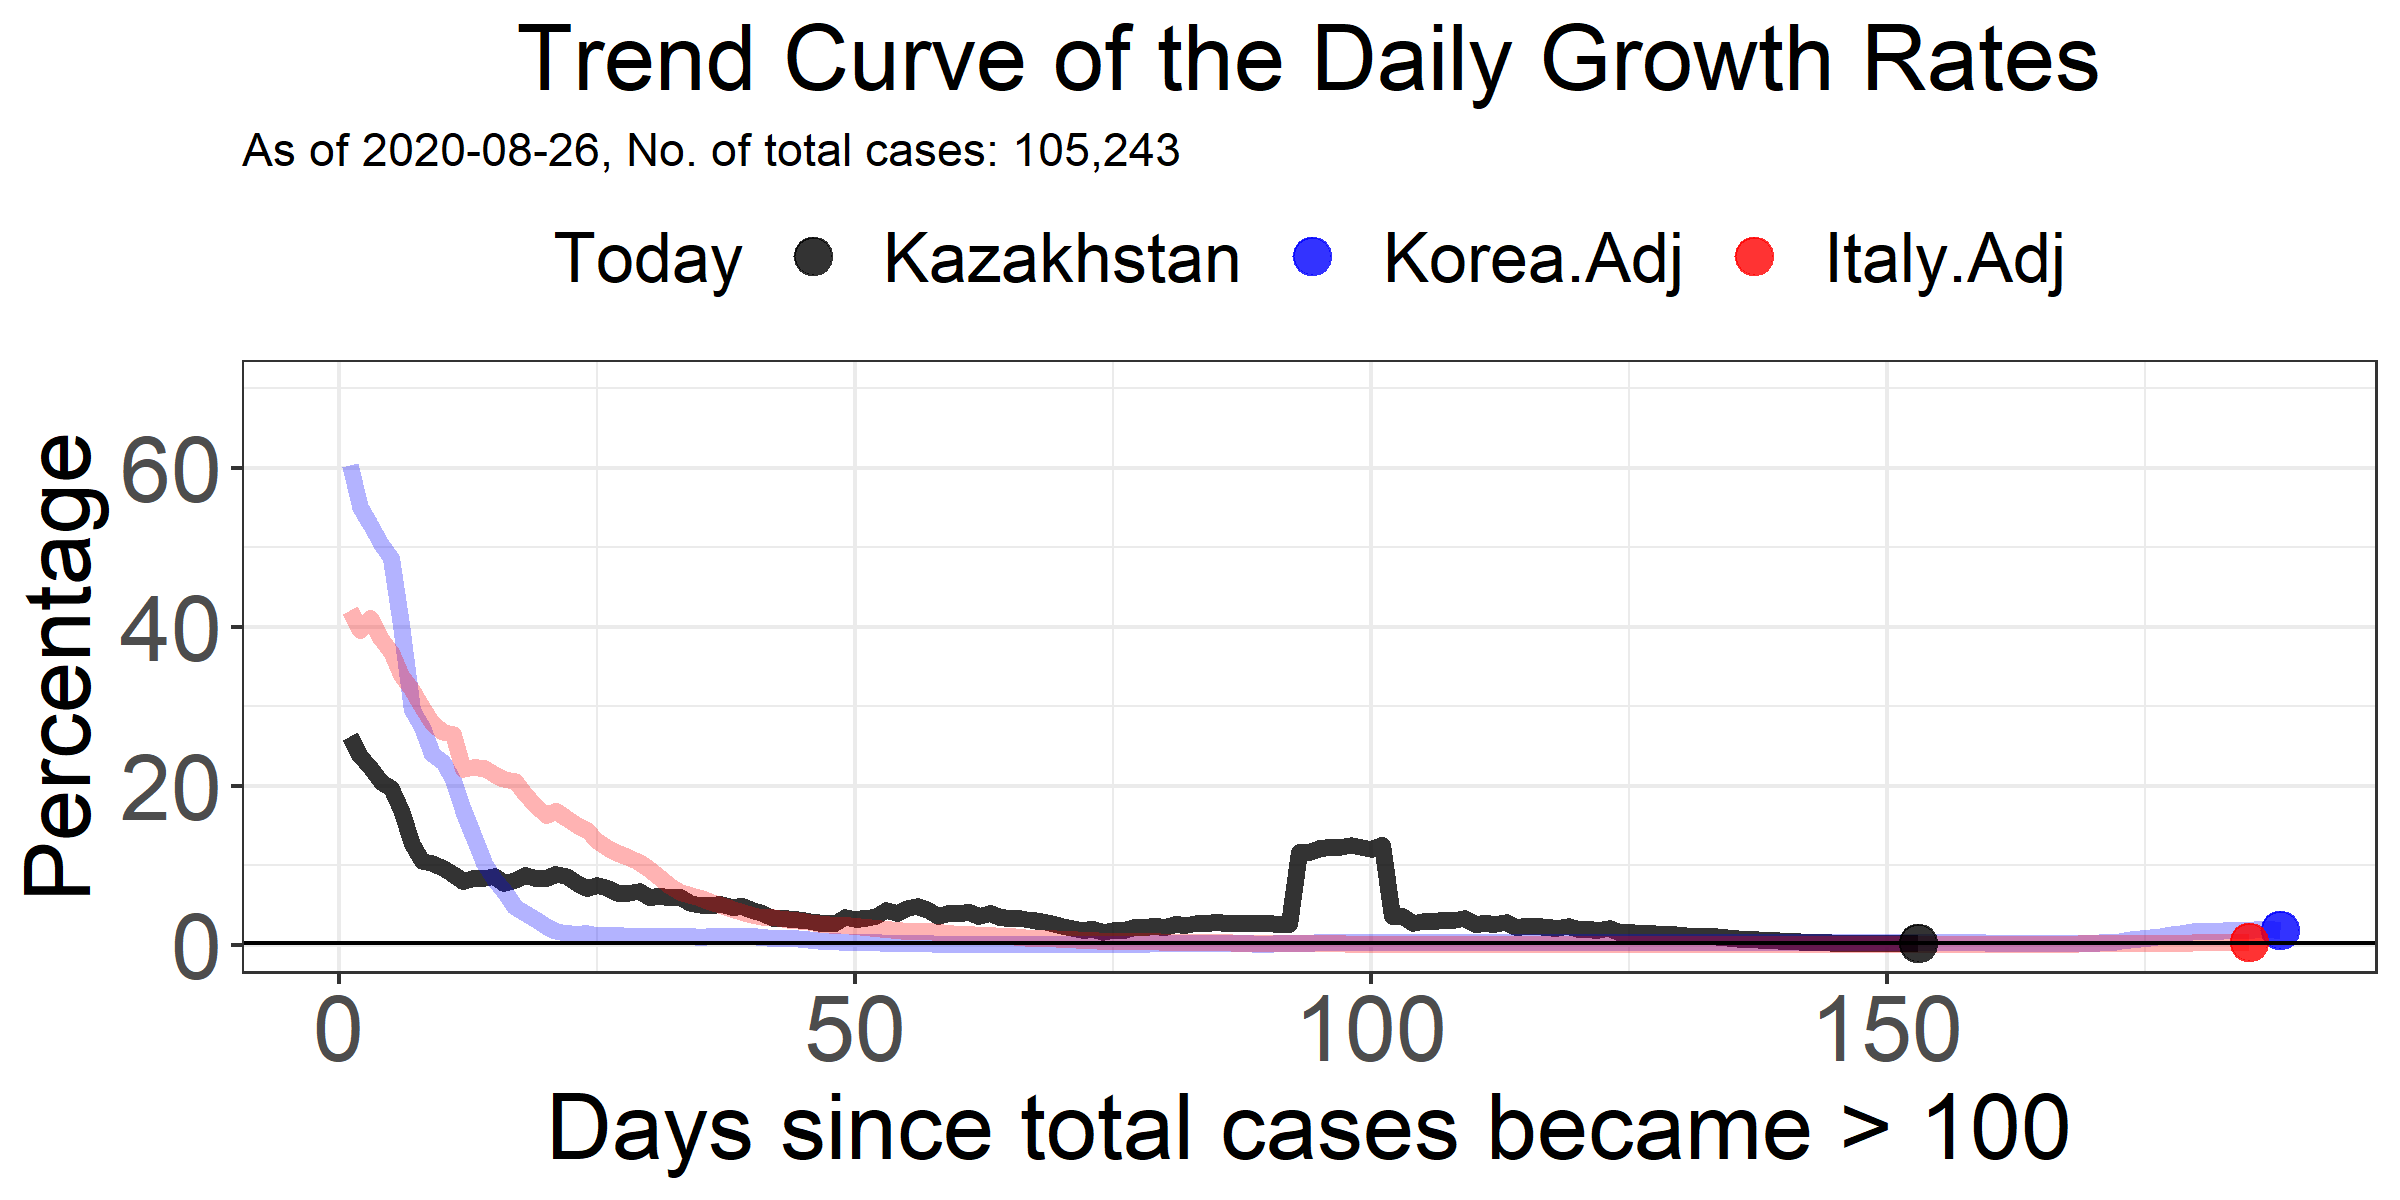 Trend Curve of the Daily Growth Rates
As of 2020-08-26, No. of total cases: 105,243
Today Kazakhstan Korea.Adj Italy.Adj
Percentage
60
40
20
0
0 50 100 150
Days since total cases became > 100